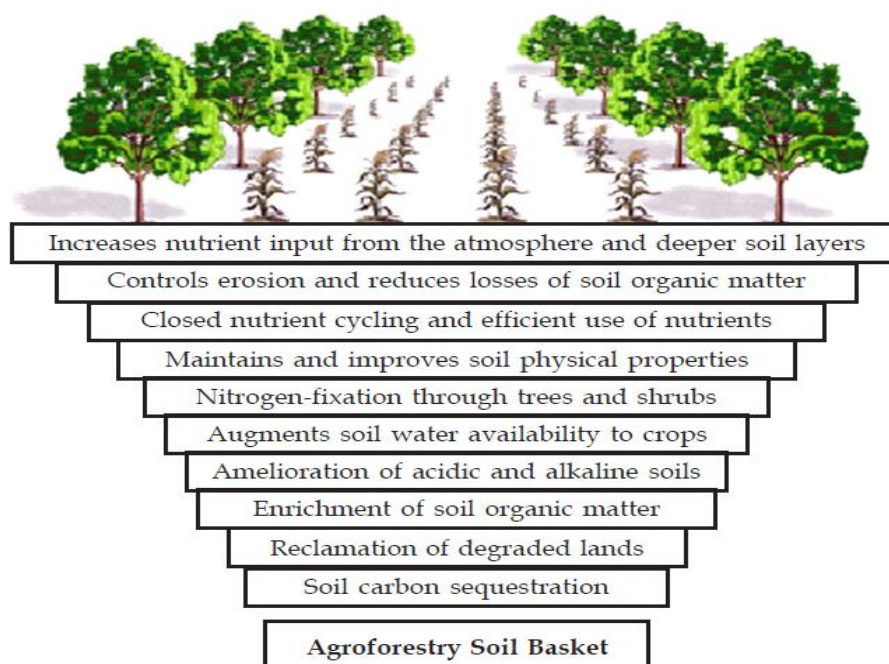 Increases nutrient input from the atmosphere and deeper soil layers
Controls erosion and reduces losses of soil organic matter
Closed nutrient cycling and efficient use of nutrients
Maintains and improves soil physical properties
Nitrogen-fixation through trees and shrubs
Augments soil water availability to crops
Amelioration of acidic and alkaline soils
Enrichment of soil organic matter
Reclamation of degraded lands
Soil carbon sequestration
Agroforestry Soil Basket